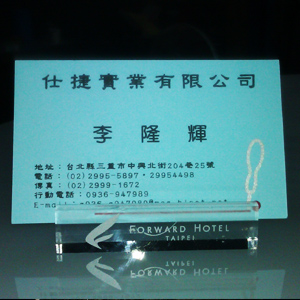 仕捷實業有限公司
李隆輝
地址：台北縣三重市中興北街204巷25號
電話：(02)2995-5897・29954498
傳真：(02)2999-1672
行動電話：0936-947989
E-mail:
FORWARD HOTEL
TAIPEI